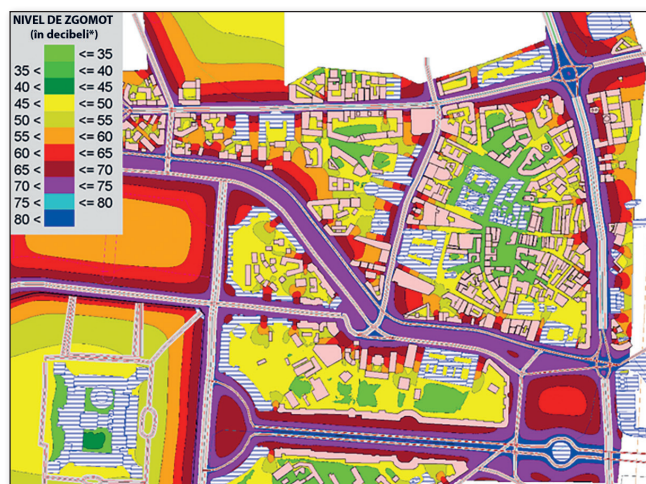 NIVEL DE ZGOMOT
(în decibeli*)
<= 35
35 < <= 40
40 < <= 45
45 < <= 50
50 < <= 55
55 < <= 60
60 < <= 65
65 < <= 70
70 < <= 75
75 < <= 80
80 <